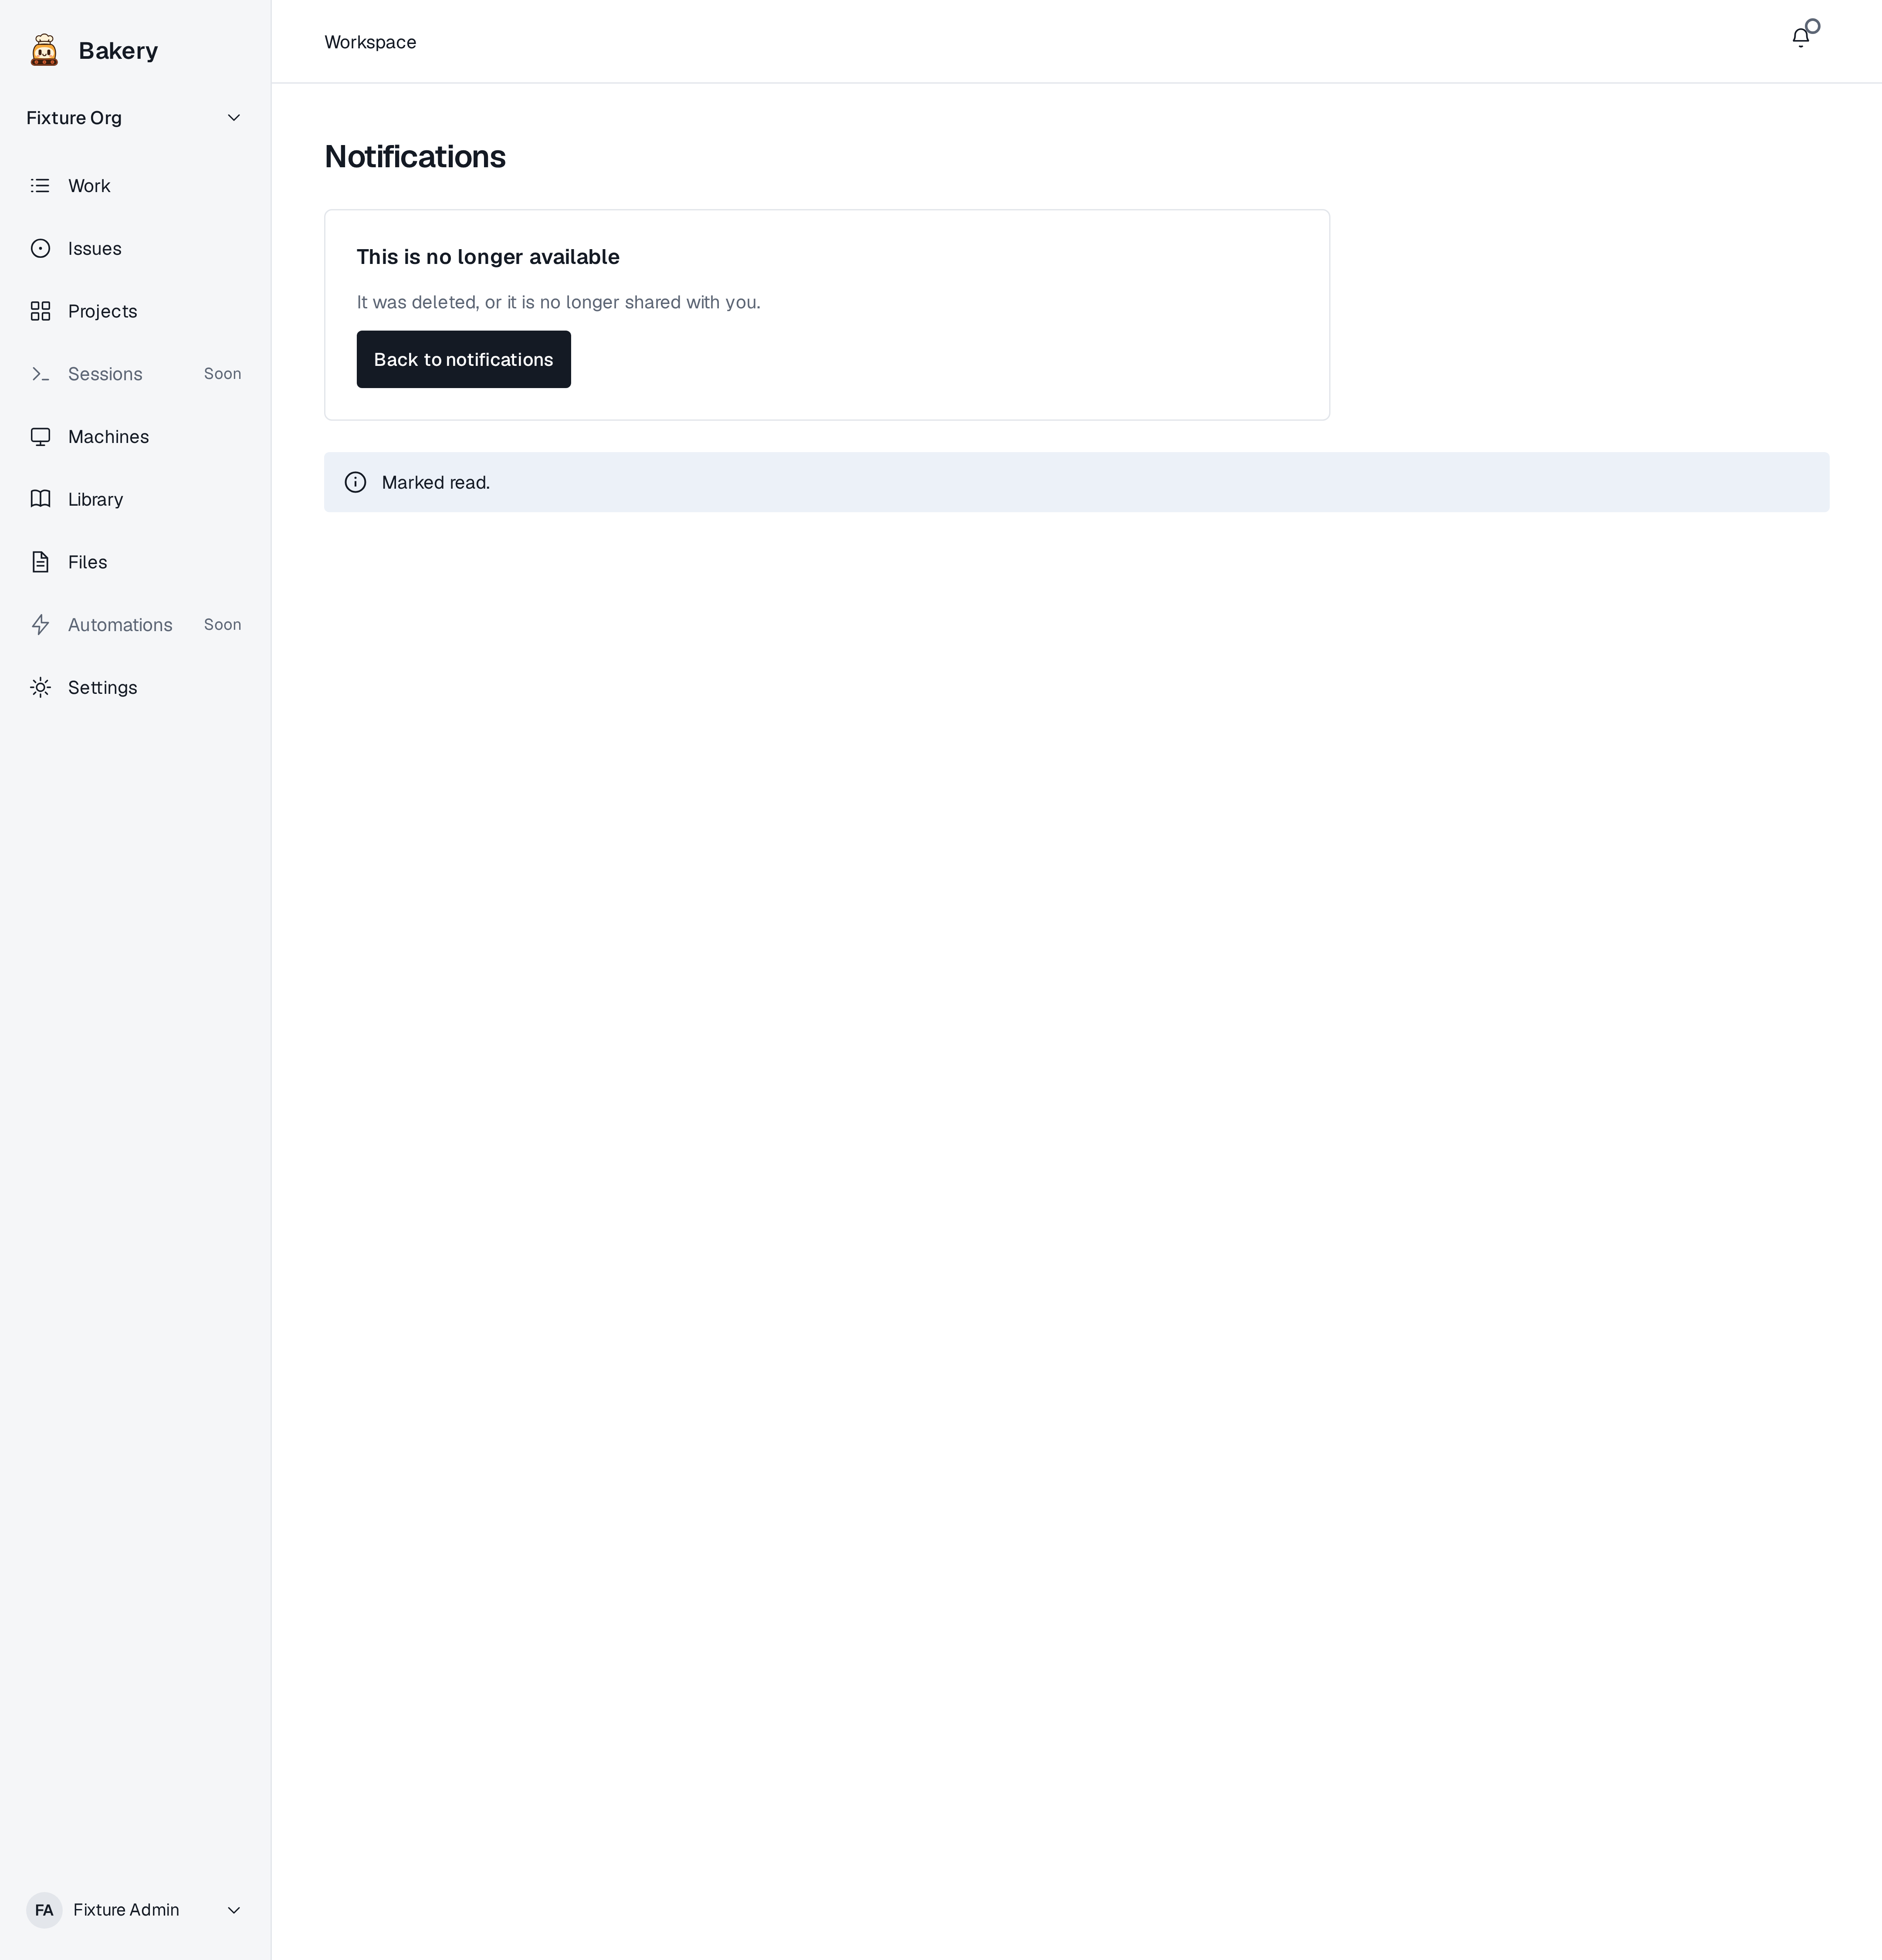 Bakery
Fixture Org
Work
Issues
Projects
Sessions Soon
Machines
Library
Files
Automations Soon
Settings
FA Fixture Admin
Workspace
Notifications
This is no longer available
It was deleted, or it is no longer shared with you.
Back to notifications
Marked read.